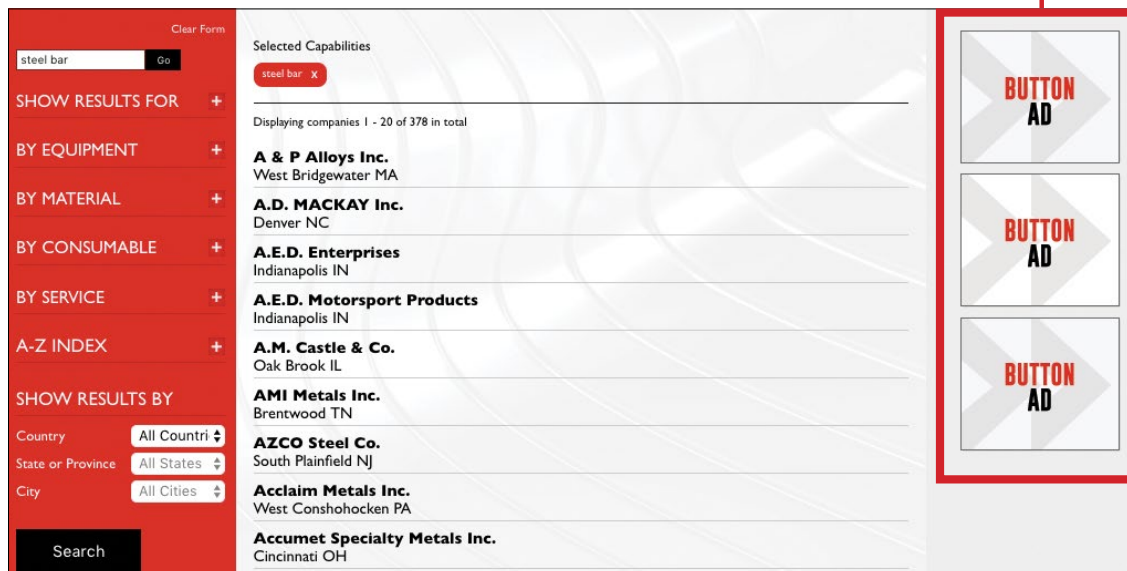 Clear Form
steel bar
Go
SHOW RESULTS FOR +
BY EQUIPMENT +
BY MATERIAL +
BY CONSUMABLE +
BY SERVICE +
A-Z INDEX +
SHOW RESULTS BY
Country All Countri
State or Province All States
City All Cities
Search
Selected Capabilities
steel bar X
Displaying companies 1 - 20 of 378 in total
A & P Alloys Inc.
West Bridgewater MA
A.D. MACKAY Inc.
Denver NC
A.E.D. Enterprises
Indianapolis IN
A.E.D. Motorsport Products
Indianapolis IN
A.M. Castle & Co.
Oak Brook IL
AMI Metals Inc.
Brentwood TN
AZCO Steel Co.
South Plainfield NJ
Acclaim Metals Inc.
West Conshohocken PA
Accumet Specialty Metals Inc.
Cincinnati OH
BUTTON
AD
BUTTON
AD
BUTTON
AD